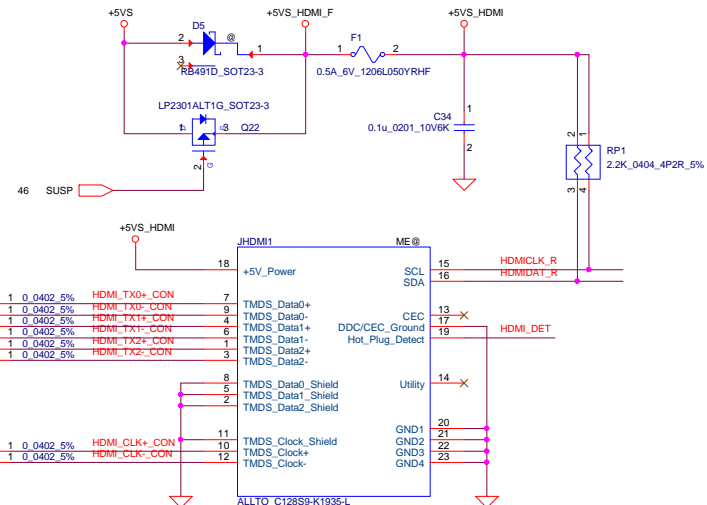 +5VS
+5VS_HDMI_F
+5VS_HDMI
D5
2
@
1
3
RB491D_SOT23-3
F1
1
2
0.5A_6V_1206L050YRHF
LP2301ALT1G_SOT23-3
1
3
Q22
D
S
G
2
46
SUSP
C34
0.1u_0201_10V6K
1
2
2
1
RP1
2.2K_0404_4P2R_5%
3
4
+5VS_HDMI
JHDMI1
ME@
18
+5V_Power
SCL
15
HDMICLK_R
SDA
16
HDMIDAT_R
1 0_0402_5% HDMI_TX0+_CON 7 TMDS_Data0+
1 0_0402_5% HDMI_TX0-_CON 9 TMDS_Data0-
1 0_0402_5% HDMI_TX1+_CON 4 TMDS_Data1+
1 0_0402_5% HDMI_TX1-_CON 6 TMDS_Data1-
1 0_0402_5% HDMI_TX2+_CON 1 TMDS_Data2+
1 0_0402_5% HDMI_TX2-_CON 3 TMDS_Data2-
CEC 13
DDC/CEC_Ground 17
Hot_Plug_Detect 19 HDMI_DET
8 TMDS_Data0_Shield
5 TMDS_Data1_Shield
2 TMDS_Data2_Shield
Utility 14
11 TMDS_Clock_Shield
1 0_0402_5% HDMI_CLK+_CON 10 TMDS_Clock+
1 0_0402_5% HDMI_CLK-_CON 12 TMDS_Clock-
GND1 20
GND2 21
GND3 22
GND4 23
ALLTO_C128S9-K1935-L